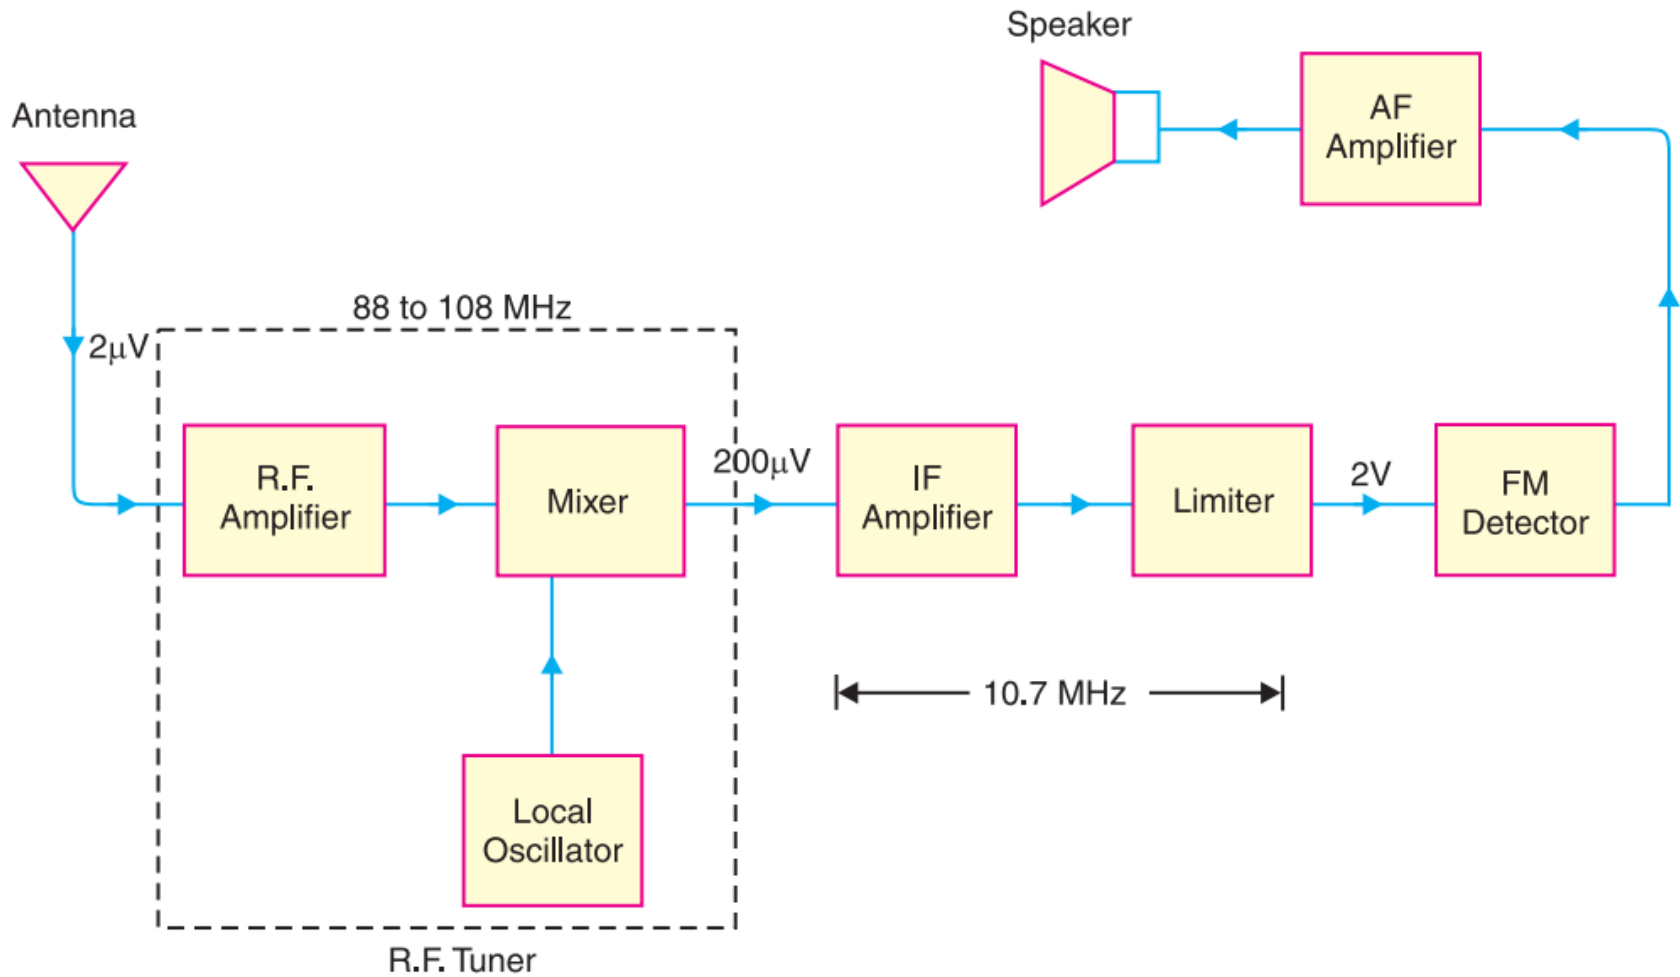 Speaker
Antenna
AF
Amplifier
88 to 108 MHz
2μV
R.F.
Amplifier
Mixer
200μV
IF
Amplifier
Limiter
2V
FM
Detector
10.7 MHz
Local
Oscillator
R.F. Tuner